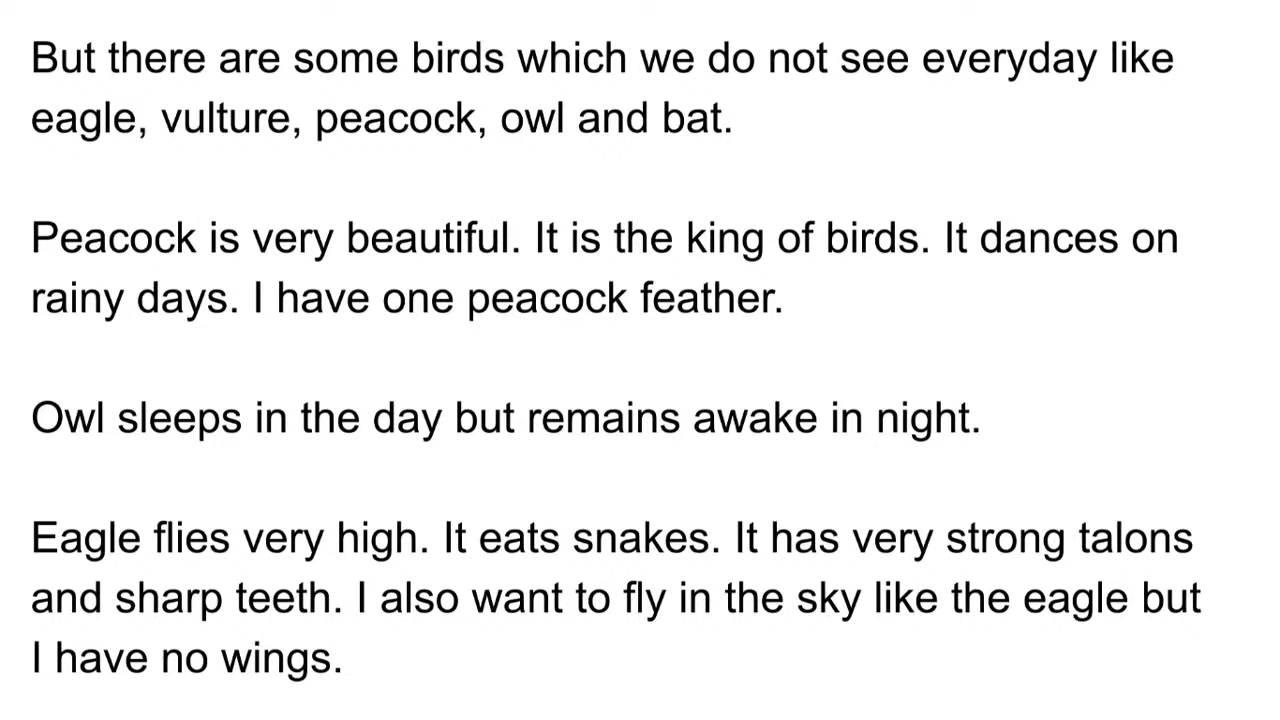 But there are some birds which we do not see everyday like
eagle, vulture, peacock, owl and bat.
Peacock is very beautiful. It is the king of birds. It dances on
rainy days. I have one peacock feather.
Owl sleeps in the day but remains awake in night.
Eagle flies very high. It eats snakes. It has very strong talons
and sharp teeth. I also want to fly in the sky like the eagle but
I have no wings.